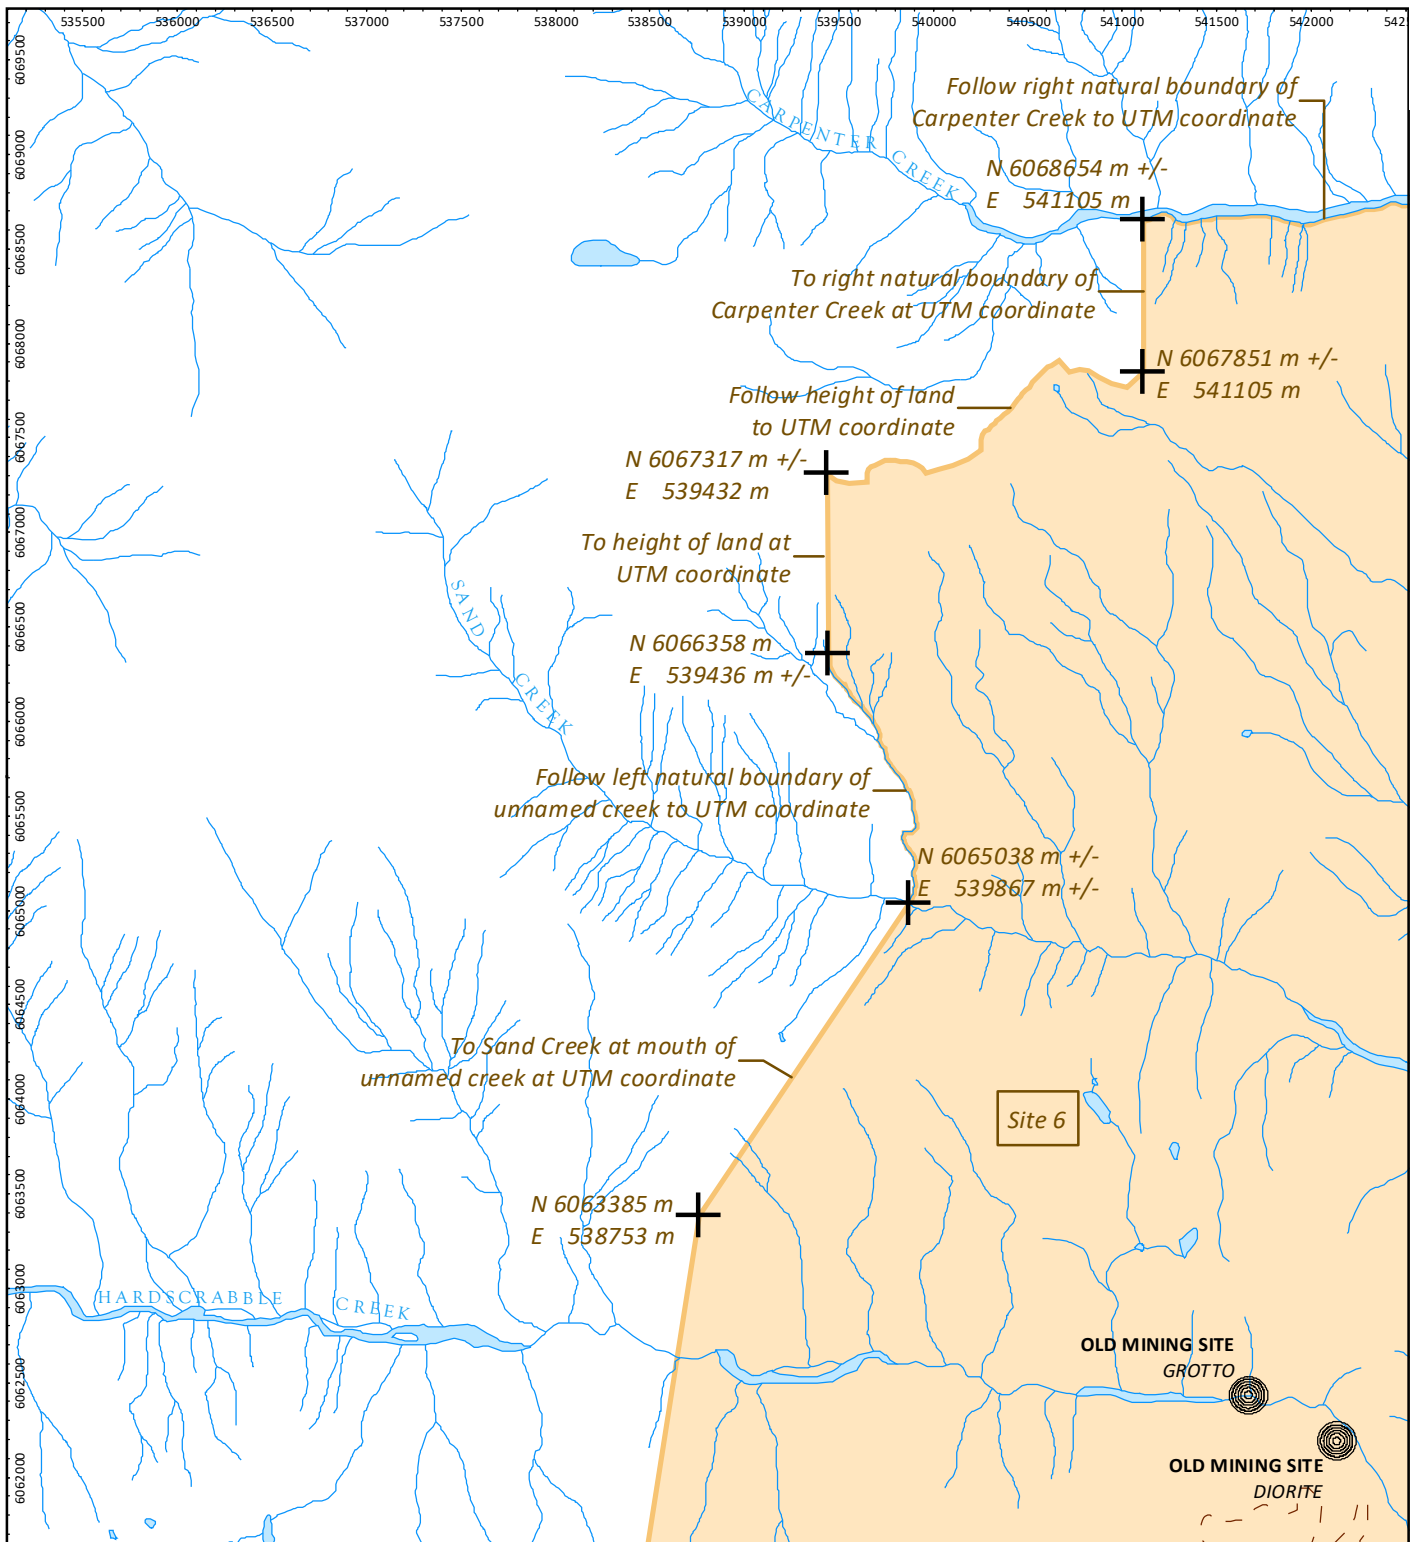 535500 536000 536500 537000 537500 538000 538500 539000 539500 540000 540500 541000 541500 542000 5425
6069500
6069000
6068500
6068000
6067500
6067000
6066500
6066000
6065500
6065000
6064500
6064000
6063500
6063000
6062500
6062000
Follow right natural boundary of
Carpenter Creek to UTM coordinate
CARPENTER CREEK
N 6068654 m +/-
E 541105 m
To right natural boundary of
Carpenter Creek at UTM coordinate
N 6067851 m +/-
E 541105 m
Follow height of land
to UTM coordinate
N 6067317 m +/-
E 539432 m
To height of land at
UTM coordinate
SAND CREEK
N 6066358 m
E 539436 m +/-
Follow left natural boundary of
unnamed creek to UTM coordinate
N 6065038 m +/-
E 539867 m +/-
To Sand Creek at mouth of
unnamed creek at UTM coordinate
Site 6
N 6063385 m
E 538753 m
HARDSCRABBLE CREEK
OLD MINING SITE
GROTTO
OLD MINING SITE
DIORITE